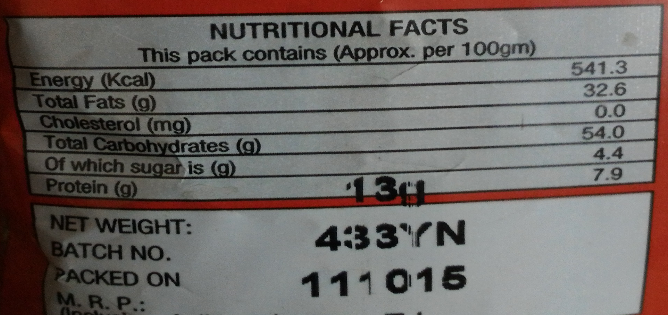 NUTRITIONAL FACTS
This pack contains (Approx. per 100gm)
Energy (Kcal) 541.3
Total Fats (g) 32.6
Cholesterol (mg) 0.0
Total Carbohydrates (g) 54.0
Of which sugar is (g) 4.4
Protein (g) 7.9
NET WEIGHT: 13g
BATCH NO. 433YN
PACKED ON 111015
M. R. P.: